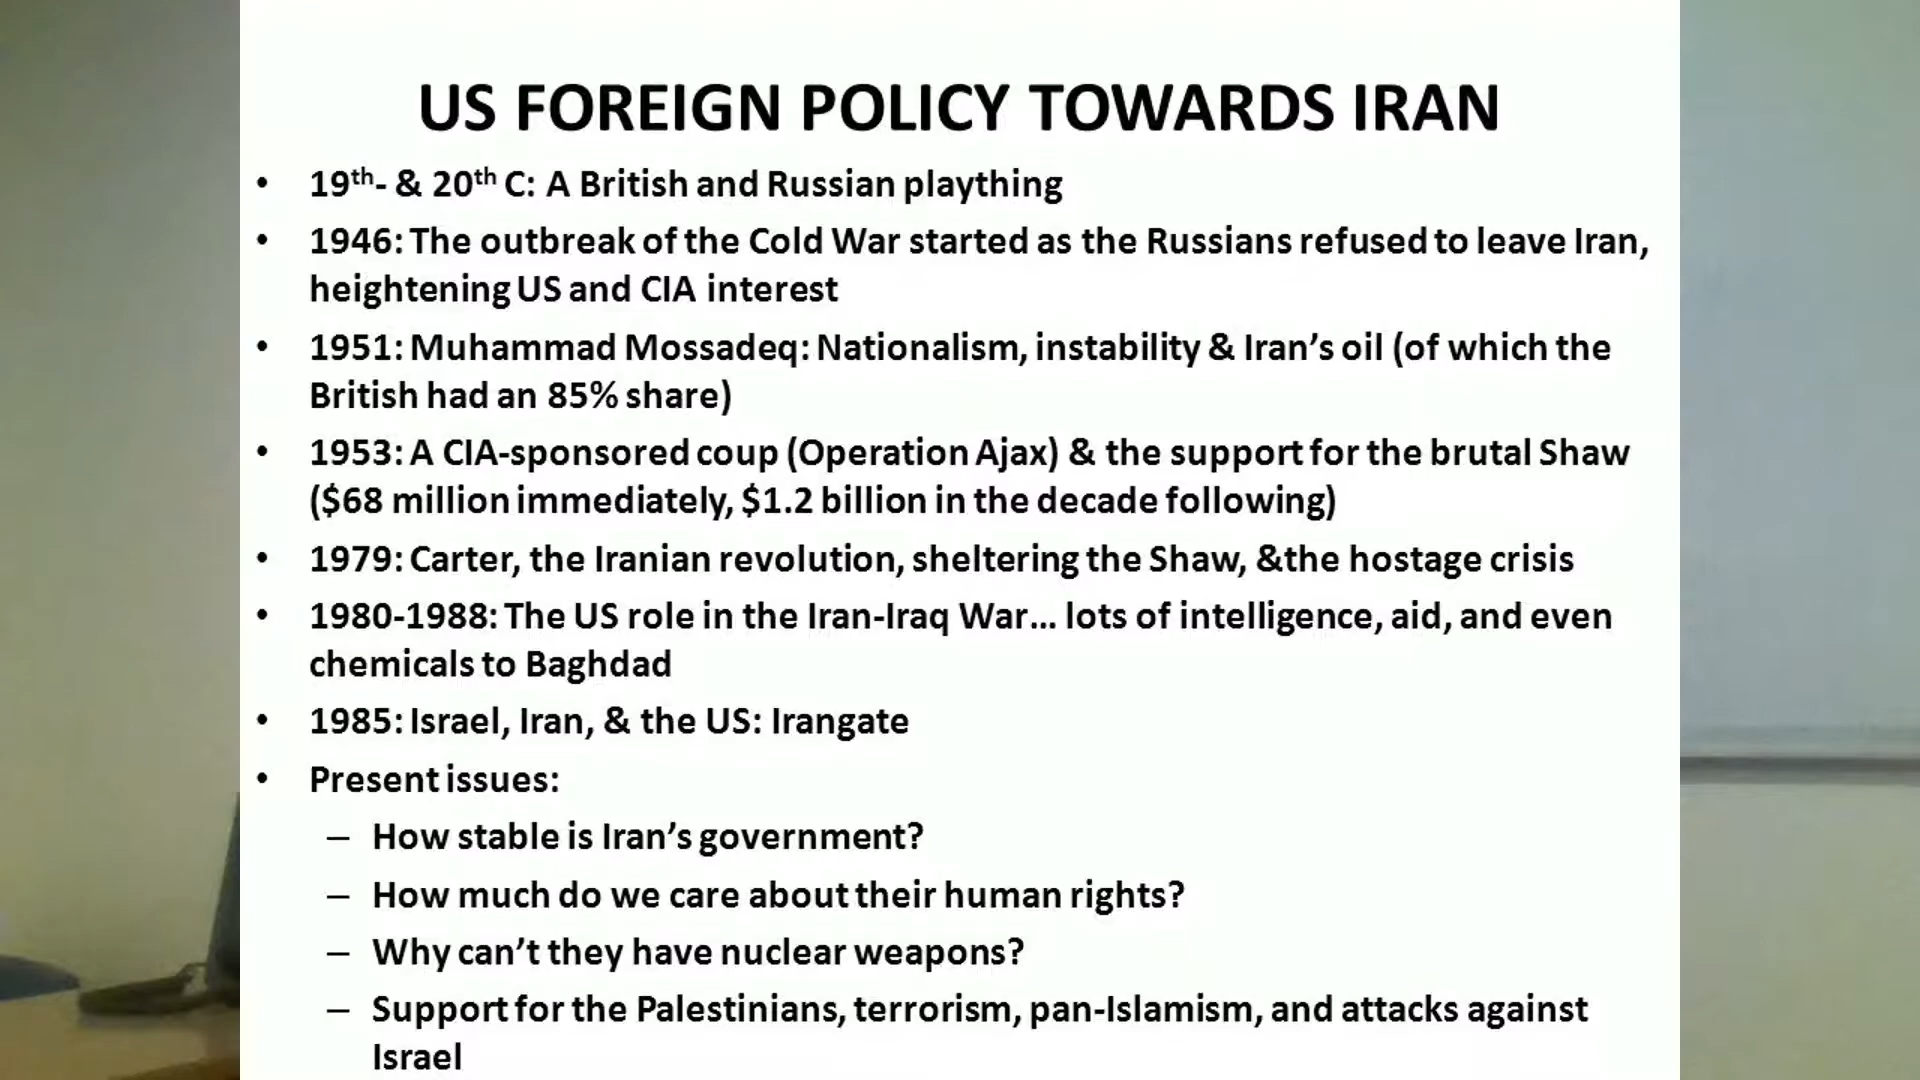 US FOREIGN POLICY TOWARDS IRAN
• 19th- & 20th C: A British and Russian plaything
• 1946: The outbreak of the Cold War started as the Russians refused to leave Iran,
heightening US and CIA interest
• 1951: Muhammad Mossadeq: Nationalism, instability & Iran’s oil (of which the
British had an 85% share)
• 1953: A CIA-sponsored coup (Operation Ajax) & the support for the brutal Shaw
($68 million immediately, $1.2 billion in the decade following)
• 1979: Carter, the Iranian revolution, sheltering the Shaw, &the hostage crisis
• 1980-1988: The US role in the Iran-Iraq War… lots of intelligence, aid, and even
chemicals to Baghdad
• 1985: Israel, Iran, & the US: Irangate
• Present issues:
– How stable is Iran’s government?
– How much do we care about their human rights?
– Why can’t they have nuclear weapons?
– Support for the Palestinians, terrorism, pan-Islamism, and attacks against
Israel